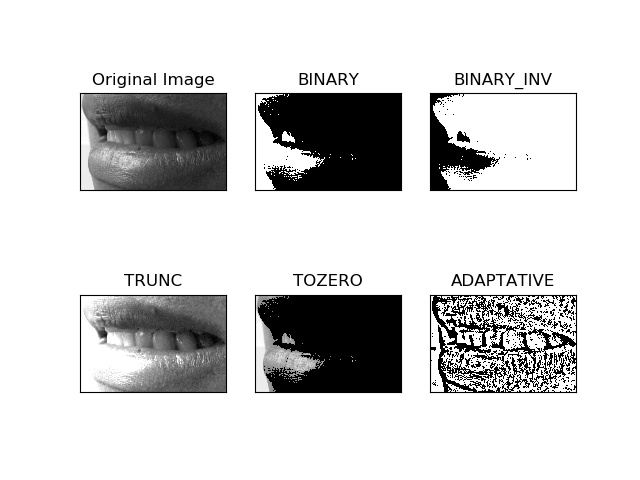 Original Image
BINARY
BINARY_INV
TRUNC
TOZERO
ADAPTATIVE